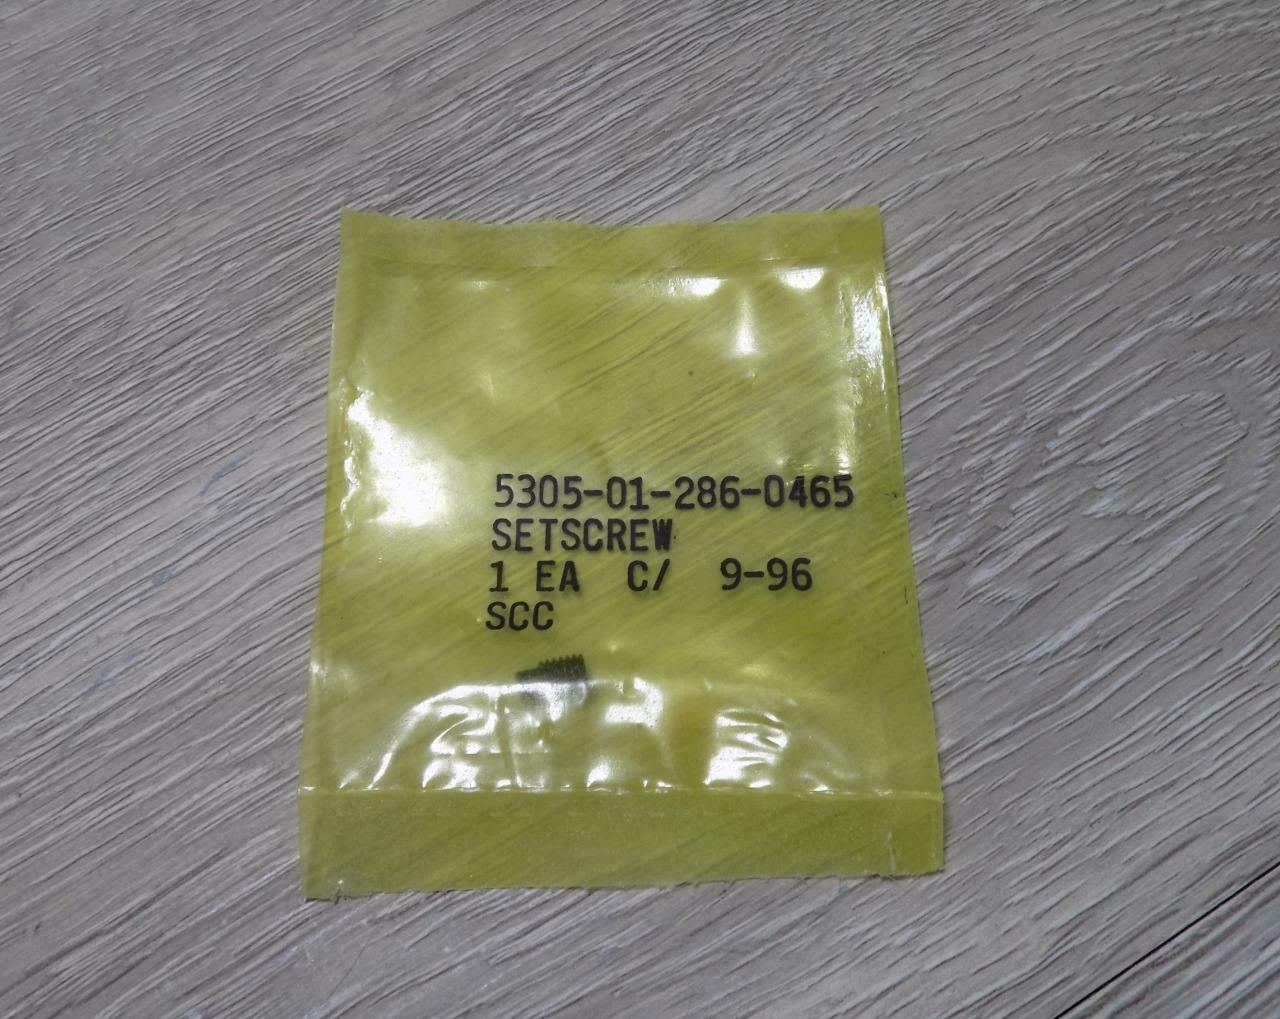 5305-01-286-0465
SETSCREW
1 EA C/ 9-96
SCC